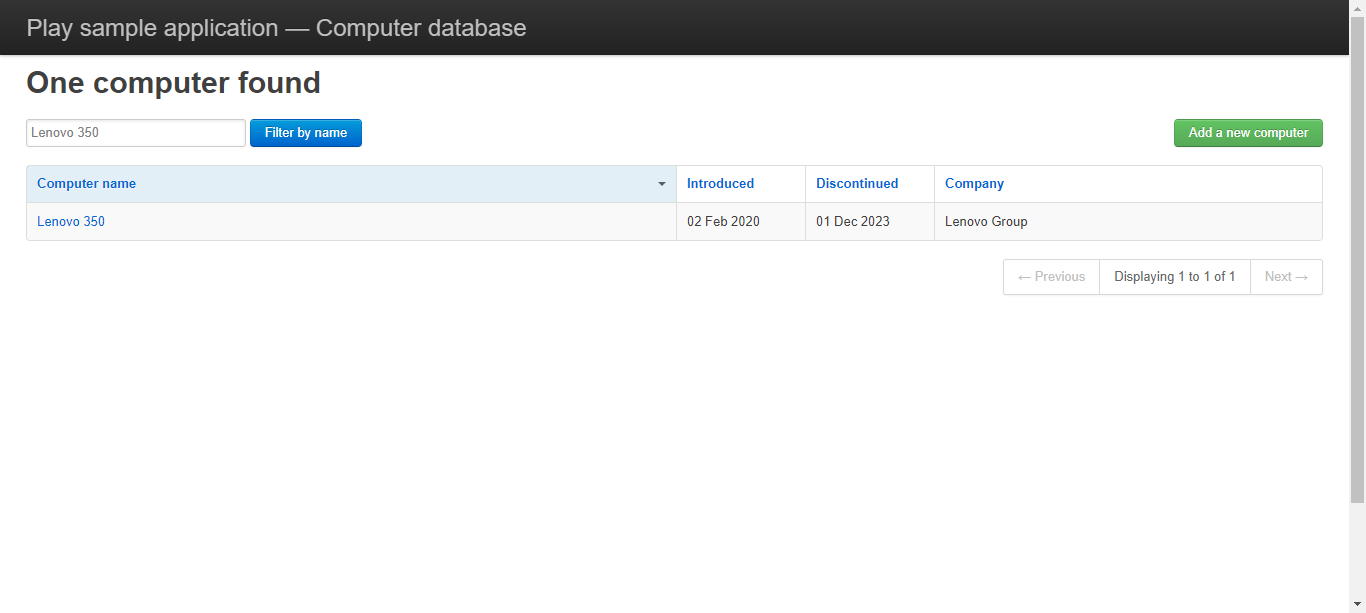 Play sample application — Computer database
One computer found
Lenovo 350 Filter by name Add a new computer
Computer name Introduced Discontinued Company
Lenovo 350 02 Feb 2020 01 Dec 2023 Lenovo Group
← Previous Displaying 1 to 1 of 1 Next →